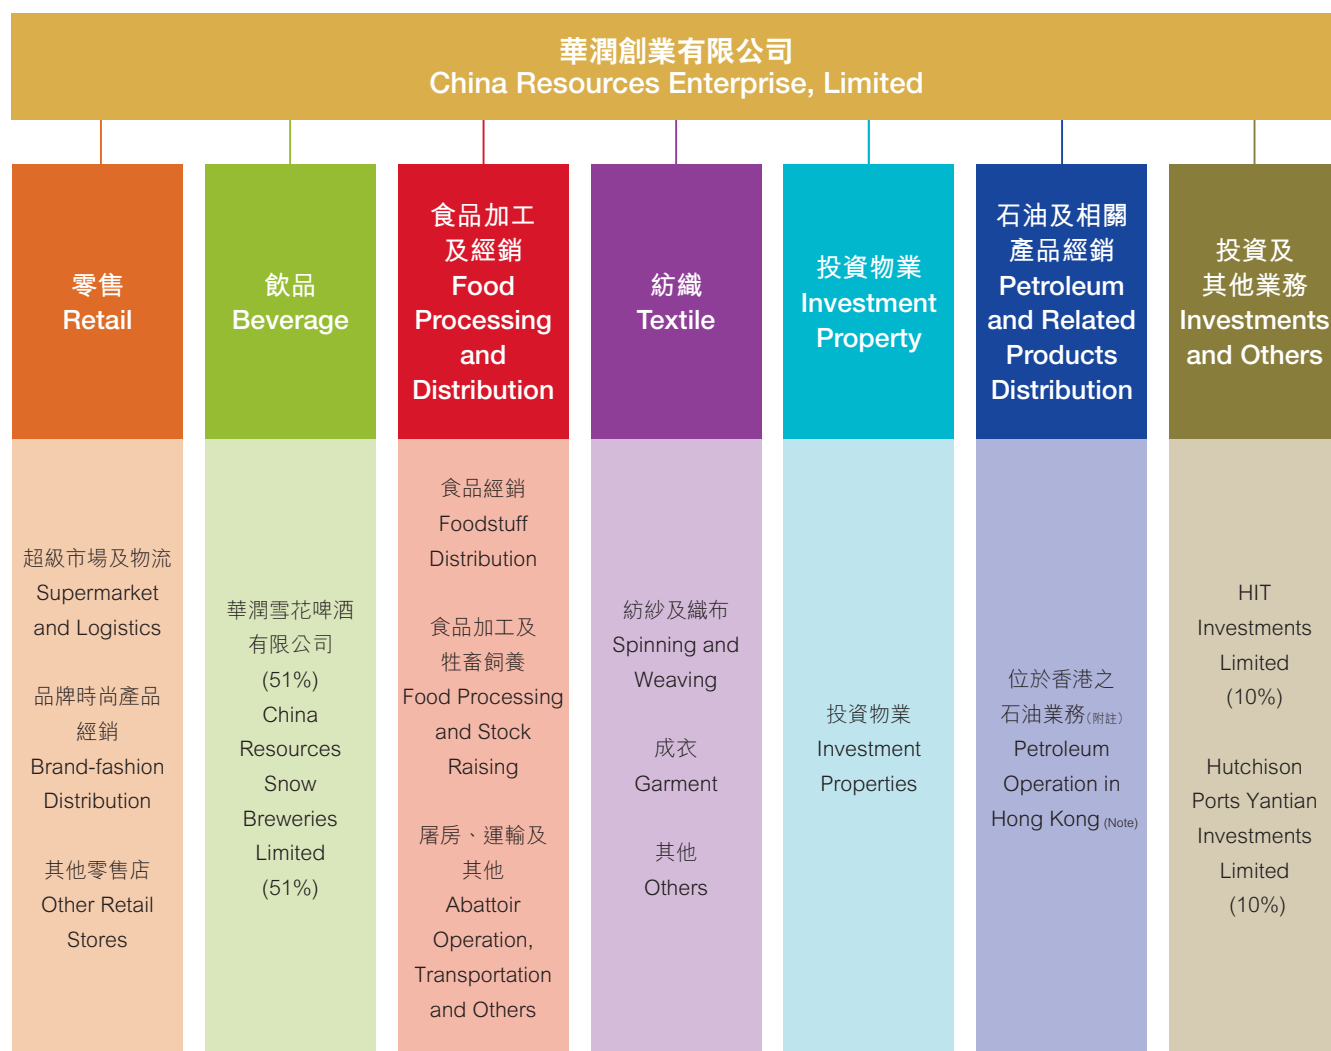 華潤創業有限公司
China Resources Enterprise, Limited
零售
Retail
超級市場及物流
Supermarket
and Logistics
品牌時尚產品
經銷
Brand-fashion
Distribution
其他零售店
Other Retail
Stores
飲品
Beverage
華潤雪花啤酒
有限公司
(51%)
China
Resources
Snow
Breweries
Limited
(51%)
食品加工
及經銷
Food
Processing
and
Distribution
食品經銷
Foodstuff
Distribution
食品加工及
牲畜飼養
Food Processing
and Stock
Raising
屠房、運輸及
其他
Abattoir
Operation,
Transportation
and Others
紡織
Textile
紡紗及織布
Spinning and
Weaving
成衣
Garment
其他
Others
投資物業
Investment
Property
投資物業
Investment
Properties
石油及相關
產品經銷
Petroleum
and Related
Products
Distribution
位於香港之
石油業務(附註)
Petroleum
Operation in
Hong Kong (Note)
投資及
其他業務
Investments
and Others
HIT
Investments
Limited
(10%)
Hutchison
Ports Yantian
Investments
Limited
(10%)